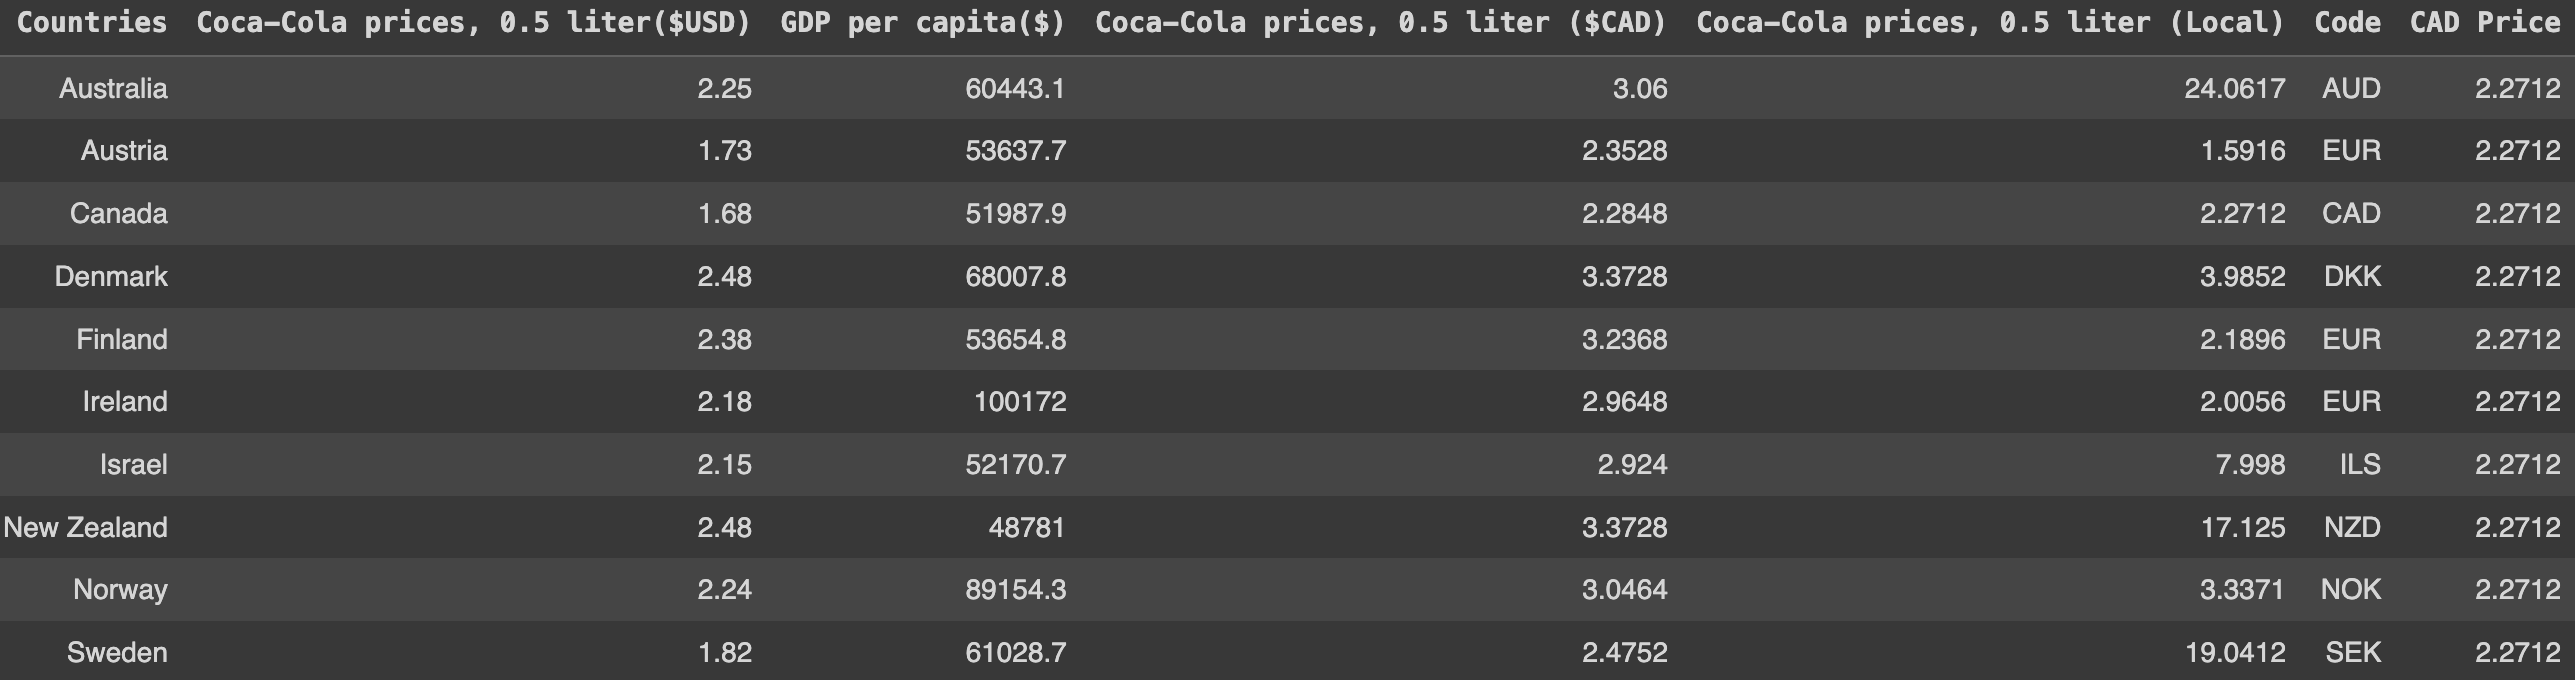 Countries Coca-Cola prices, 0.5 liter($USD) GDP per capita($) Coca-Cola prices, 0.5 liter ($CAD) Coca-Cola prices, 0.5 liter (Local) Code CAD Price
Australia 2.25 60443.1 3.06 24.0617 AUD 2.2712
Austria 1.73 53637.7 2.3528 1.5916 EUR 2.2712
Canada 1.68 51987.9 2.2848 2.2712 CAD 2.2712
Denmark 2.48 68007.8 3.3728 3.9852 DKK 2.2712
Finland 2.38 53654.8 3.2368 2.1896 EUR 2.2712
Ireland 2.18 100172 2.9648 2.0056 EUR 2.2712
Israel 2.15 52170.7 2.924 7.998 ILS 2.2712
New Zealand 2.48 48781 3.3728 17.125 NZD 2.2712
Norway 2.24 89154.3 3.0464 3.3371 NOK 2.2712
Sweden 1.82 61028.7 2.4752 19.0412 SEK 2.2712